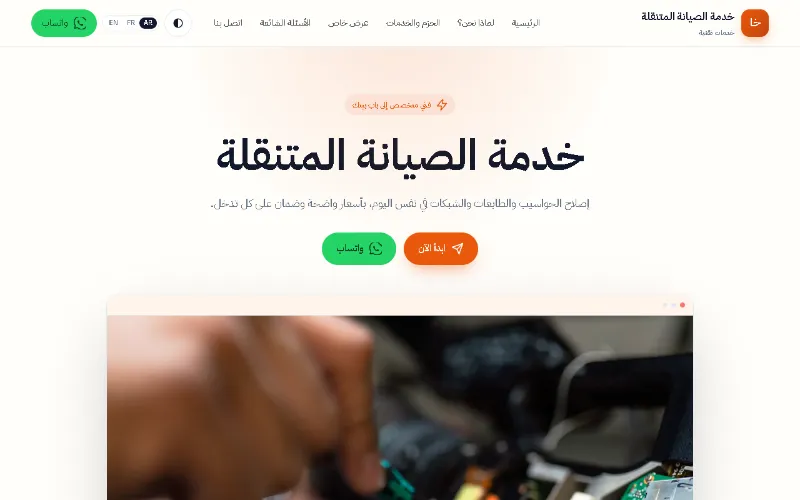 خا
خدمة الصيانة المتنقلة
خدمات تقنية
الرئيسية
لماذا نحن؟
الحزم والخدمات
عرض خاص
الأسئلة الشائعة
اتصل بنا
AR
FR
EN
واتساب
فني متخصص إلى باب بيتك
خدمة الصيانة المتنقلة
إصلاح الحواسيب والطابعات والشبكات في نفس اليوم، بأسعار واضحة وضمان على كل تدخل.
ابدأ الآن
واتساب